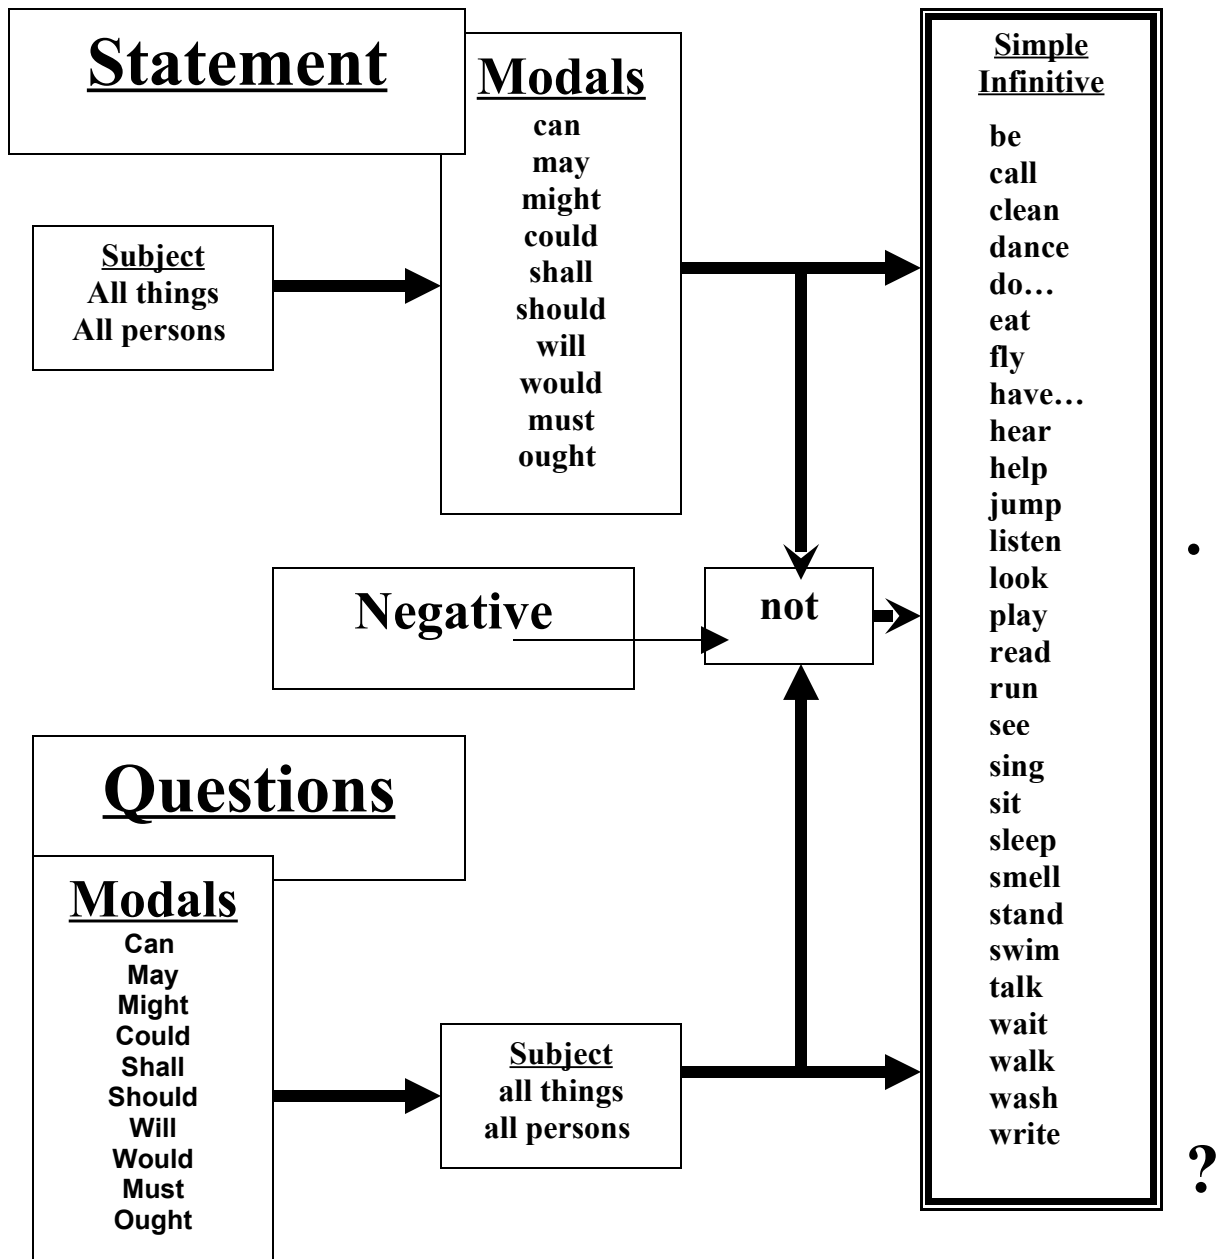 Statement
Modals
can
may
might
could
shall
should
will
would
must
ought
Subject
All things
All persons
Simple
Infinitive
be
call
clean
dance
do…
eat
fly
have…
hear
help
jump
listen
look
play
read
run
see
sing
sit
sleep
smell
stand
swim
talk
wait
walk
wash
write
.
Negative
not
Questions
Modals
Can
May
Might
Could
Shall
Should
Will
Would
Must
Ought
Subject
all things
all persons
?